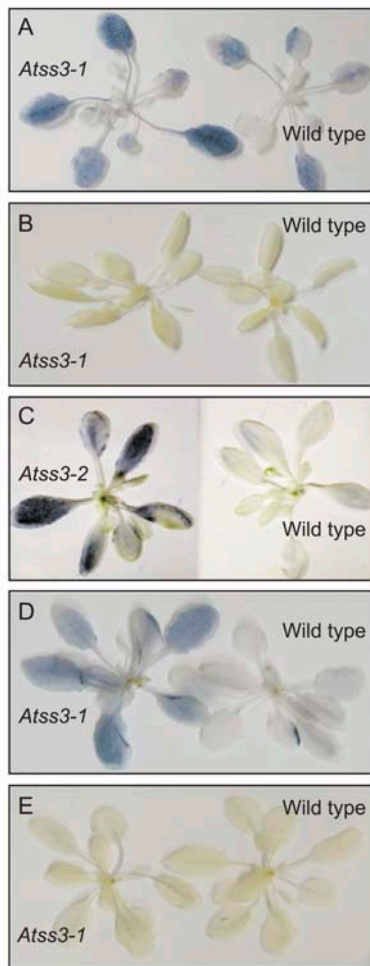 A
Atss3-1
Wild type
B
Wild type
Atss3-1
C
Atss3-2
Wild type
D
Wild type
Atss3-1
E
Wild type
Atss3-1